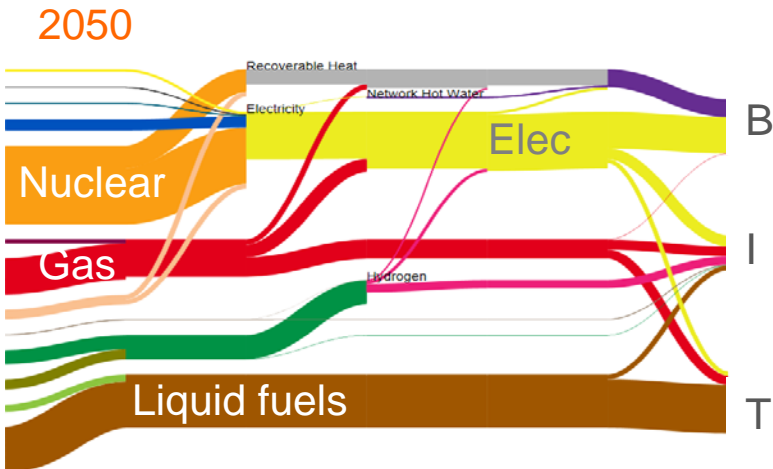 2050
Recoverable Heat
Network Hot Water
Electricity
Elec
B
Nuclear
Gas
I
Hydrogen
Liquid fuels
T